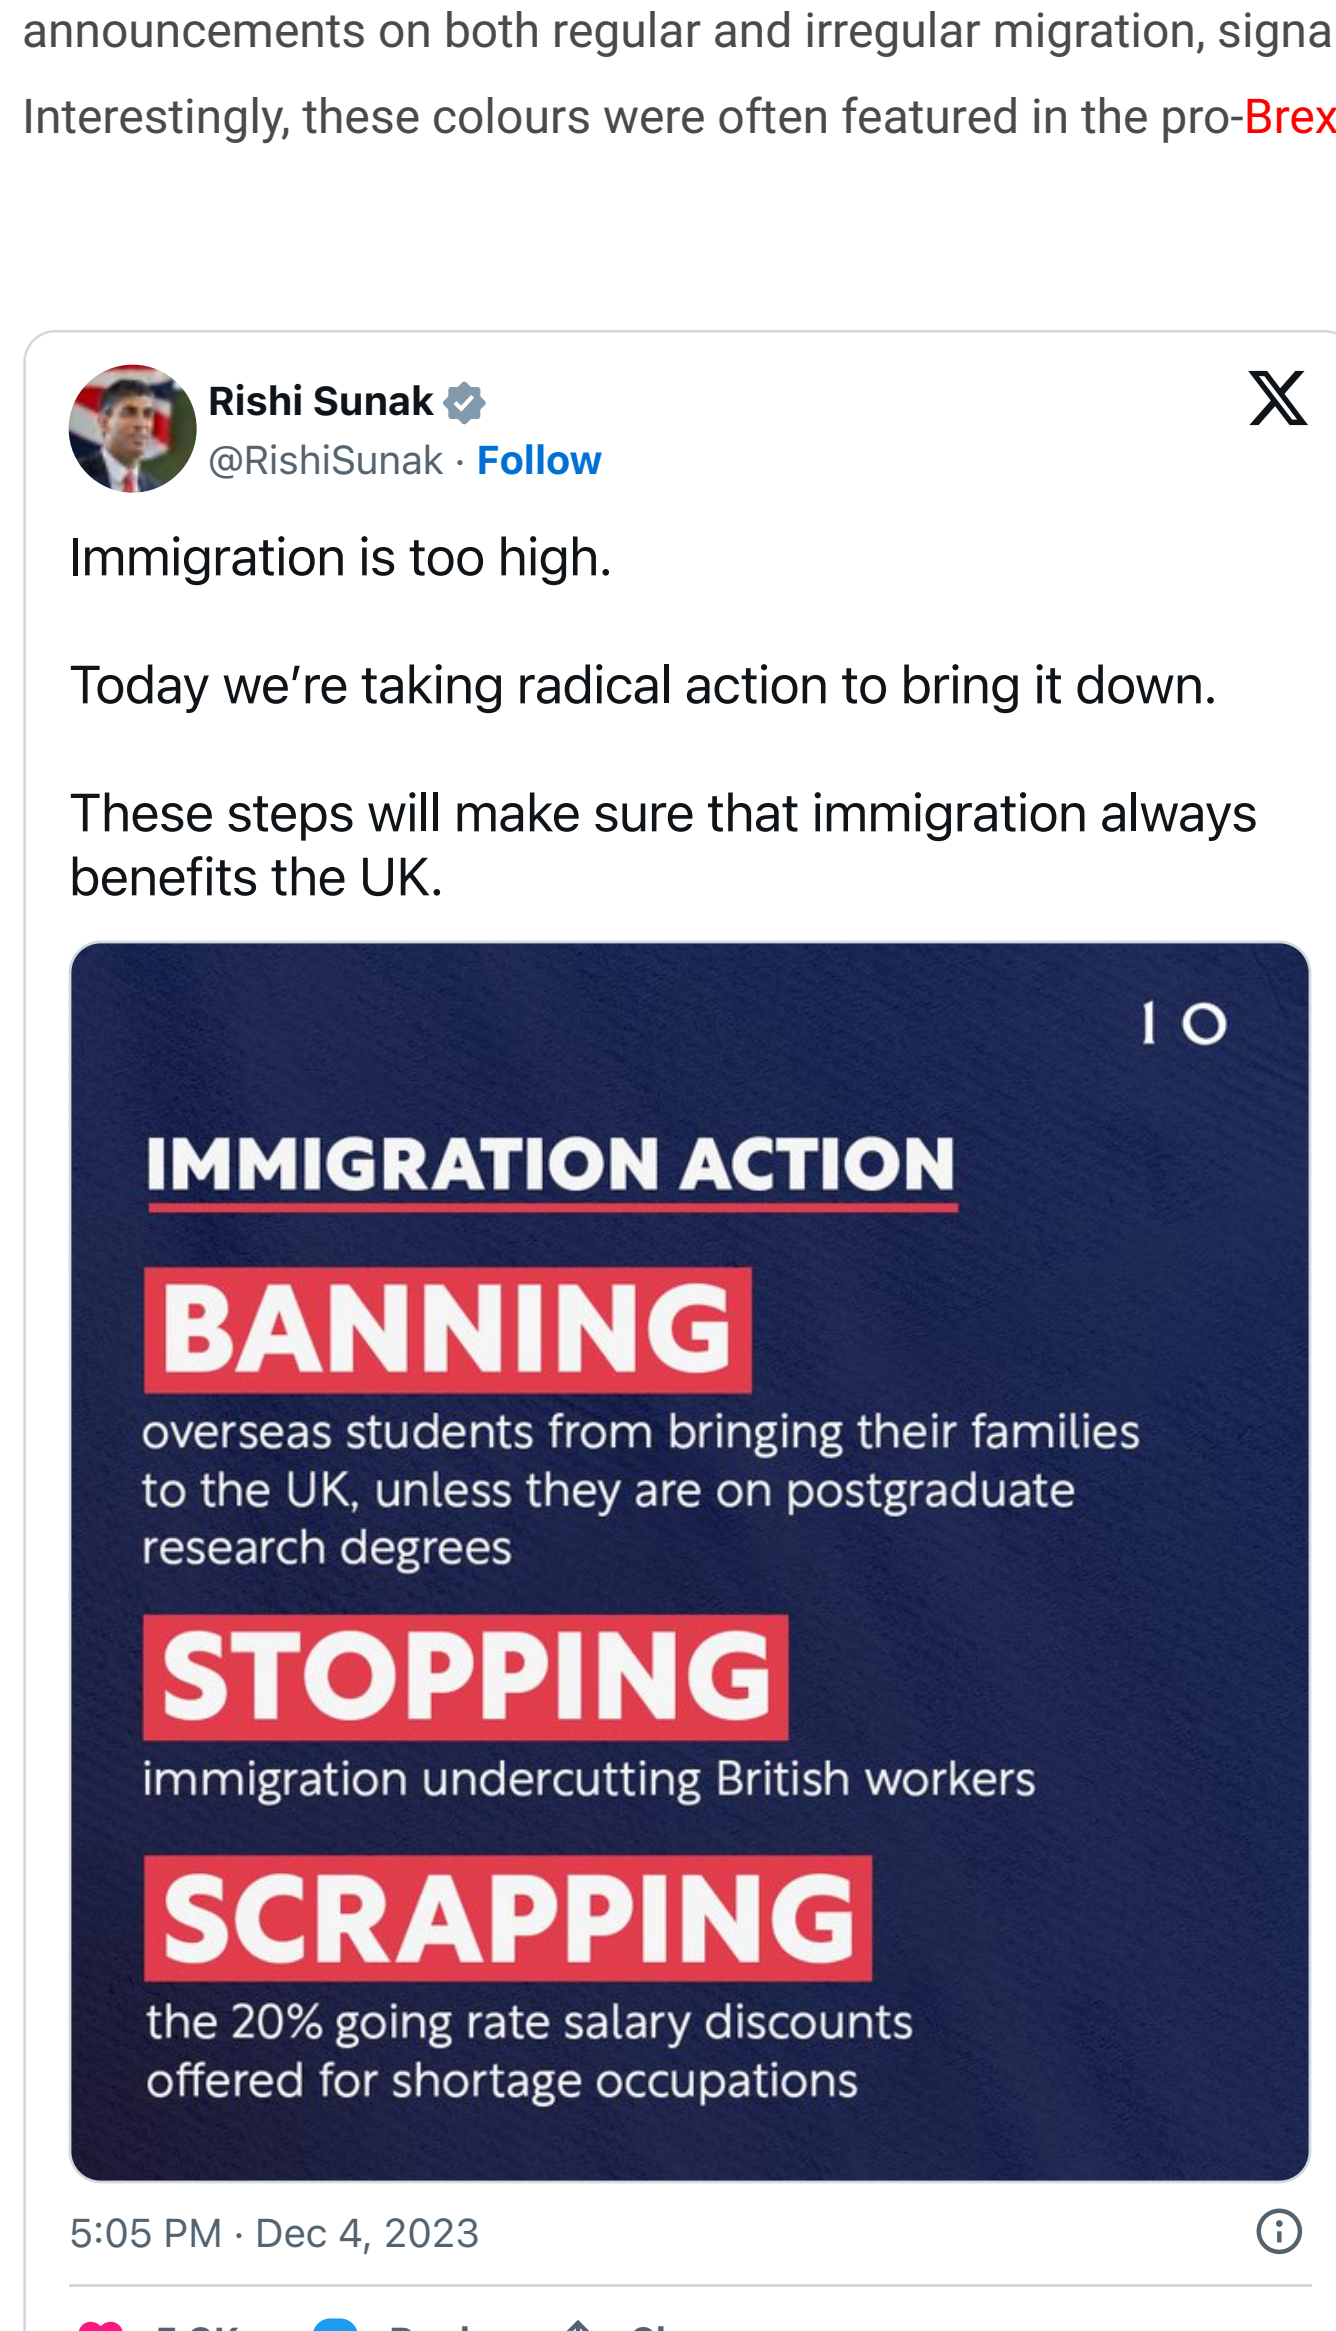 announcements on both regular and irregular migration, signa
Interestingly, these colours were often featured in the pro-Brex
Rishi Sunak
@RishiSunak · Follow
Immigration is too high.
Today we’re taking radical action to bring it down.
These steps will make sure that immigration always
benefits the UK.
10
IMMIGRATION ACTION
BANNING
overseas students from bringing their families
to the UK, unless they are on postgraduate
research degrees
STOPPING
immigration undercutting British workers
SCRAPPING
the 20% going rate salary discounts
offered for shortage occupations
5:05 PM · Dec 4, 2023